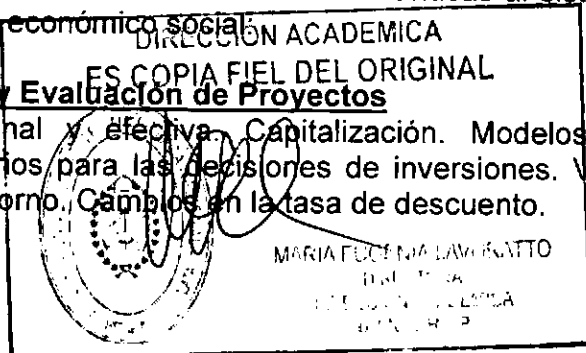 económico social:
DIRECCIÓN ACADEMICA
ES COPIA FIEL DEL ORIGINAL
y Evaluación de Proyectos
nal y efectiva. Capitalización. Modelos
ios para las decisiones de inversiones. V
orno. Cambios en la tasa de descuento.
MARIA EUGENIA